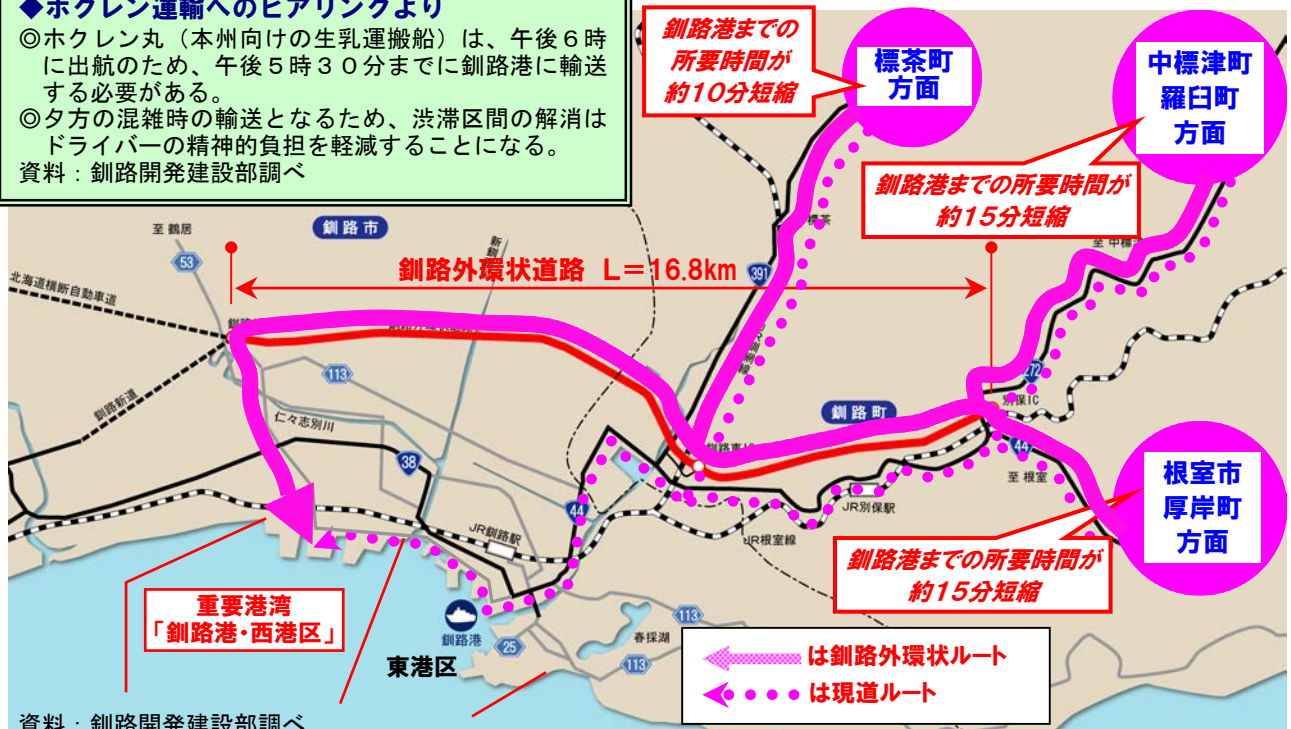 ◆ホクレン運輸へのヒアリングより
◎ホクレン丸（本州向けの生乳運搬船）は、午後６時
に出航のため、午後５時３０分までに釧路港に輸送
する必要がある。
◎夕方の混雑時の輸送となるため、渋滞区間の解消は
ドライバーの精神的負担を軽減することになる。
資料：釧路開発建設部調べ
釧路港までの
所要時間が
約10分短縮
標茶町
方面
中標津町
羅臼町
方面
釧路港までの所要時間が
約15分短縮
至 鶴居
釧路市
53
北海道横断自動車道
釧路外環状道路 L＝16.8km
391
標茶
至 中標
272
別保IC
113
釧路新道
仁々志別川
新釧
38
釧路町
釧路東
44
至 根室
根室市
厚岸町
方面
JR別保駅
JR根室線
44
JR釧路駅
釧路港までの所要時間が
約15分短縮
重要港湾
「釧路港・西港区」
釧路港
東港区
25
春採湖
113
113
は釧路外環状ルート
は現道ルート
資料：釧路開発建設部調べ